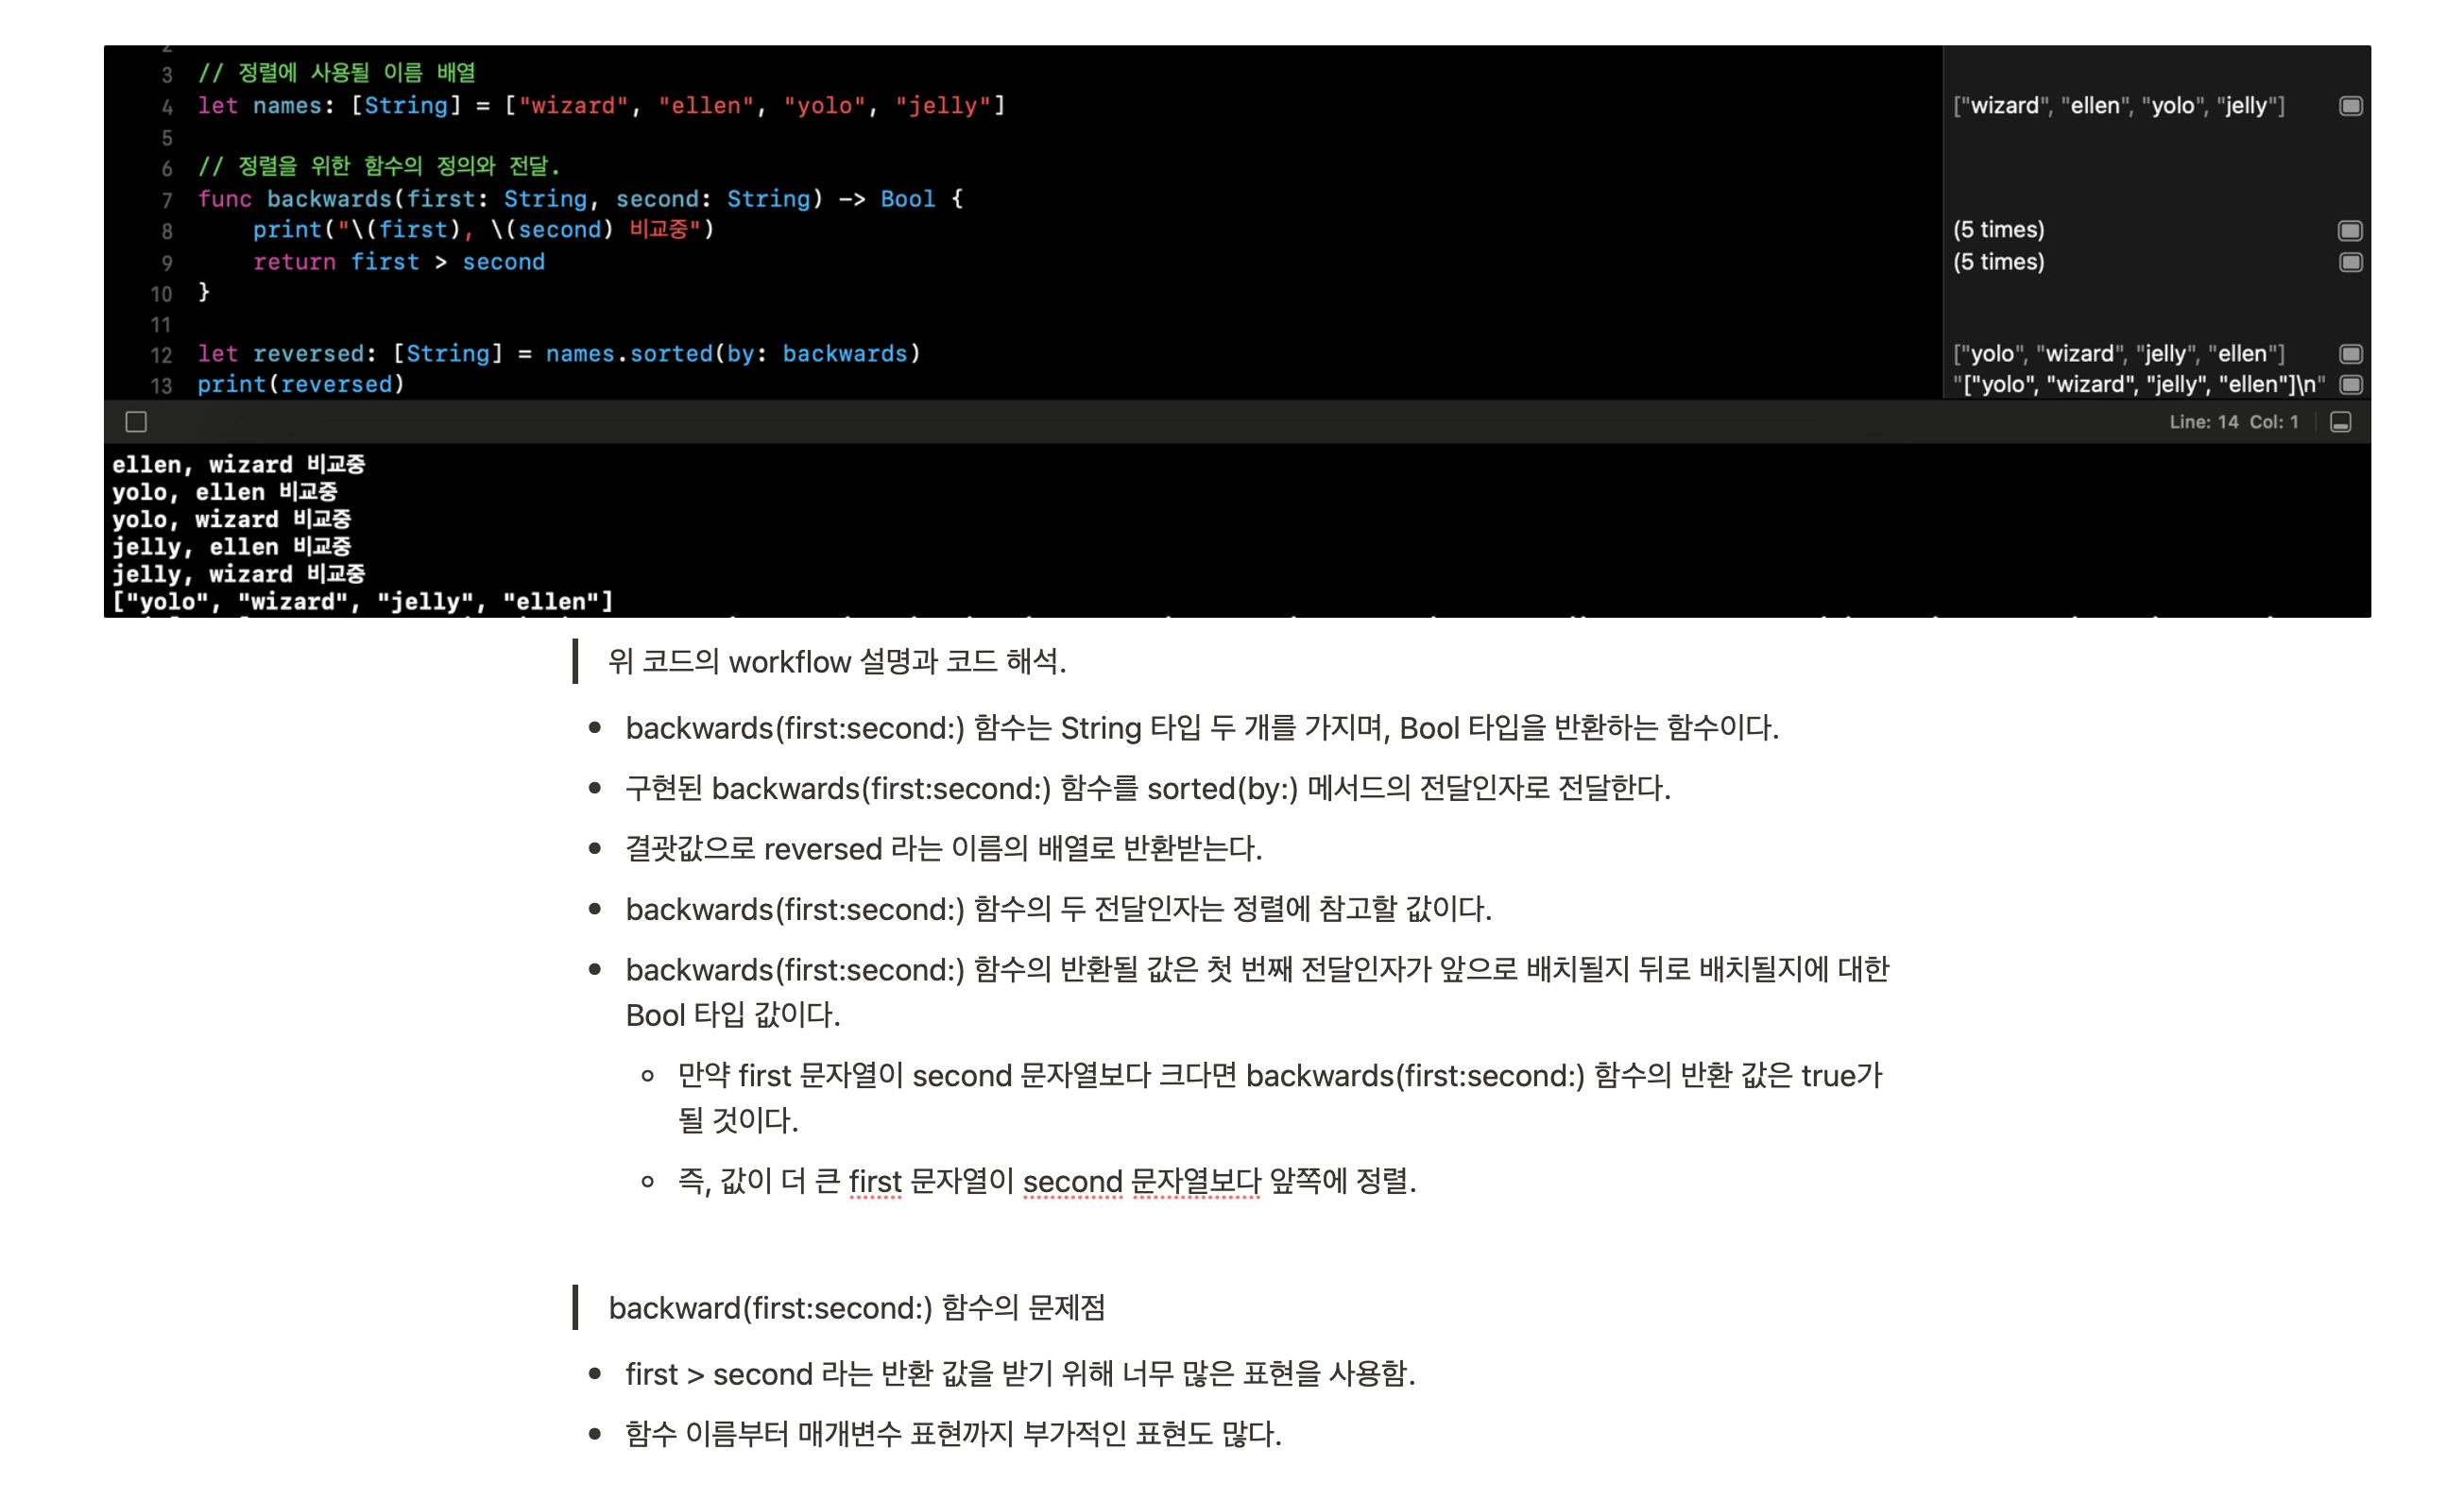 2
3 // 정렬에 사용될 이름 배열
4 let names: [String] = ["wizard", "ellen", "yolo", "jelly"]
["wizard", "ellen", "yolo", "jelly"]
5
6 // 정렬을 위한 함수의 정의와 전달.
7 func backwards(first: String, second: String) -> Bool {
8 print("\(first), \(second) 비교중")
(5 times)
9 return first > second
(5 times)
10 }
11
12 let reversed: [String] = names.sorted(by: backwards)
["yolo", "wizard", "jelly", "ellen"]
13 print(reversed)
"["yolo", "wizard", "jelly", "ellen"]\n"
Line: 14 Col: 1
ellen, wizard 비교중
yolo, ellen 비교중
yolo, wizard 비교중
jelly, ellen 비교중
jelly, wizard 비교중
["yolo", "wizard", "jelly", "ellen"]
위 코드의 workflow 설명과 코드 해석.
• backwards(first:second:) 함수는 String 타입 두 개를 가지며, Bool 타입을 반환하는 함수이다.
• 구현된 backwards(first:second:) 함수를 sorted(by:) 메서드의 전달인자로 전달한다.
• 결괏값으로 reversed 라는 이름의 배열로 반환받는다.
• backwards(first:second:) 함수의 두 전달인자는 정렬에 참고할 값이다.
• backwards(first:second:) 함수의 반환될 값은 첫 번째 전달인자가 앞으로 배치될지 뒤로 배치될지에 대한
Bool 타입 값이다.
◦ 만약 first 문자열이 second 문자열보다 크다면 backwards(first:second:) 함수의 반환 값은 true가
될 것이다.
◦ 즉, 값이 더 큰 first 문자열이 second 문자열보다 앞쪽에 정렬.
backward(first:second:) 함수의 문제점
• first > second 라는 반환 값을 받기 위해 너무 많은 표현을 사용함.
• 함수 이름부터 매개변수 표현까지 부가적인 표현도 많다.